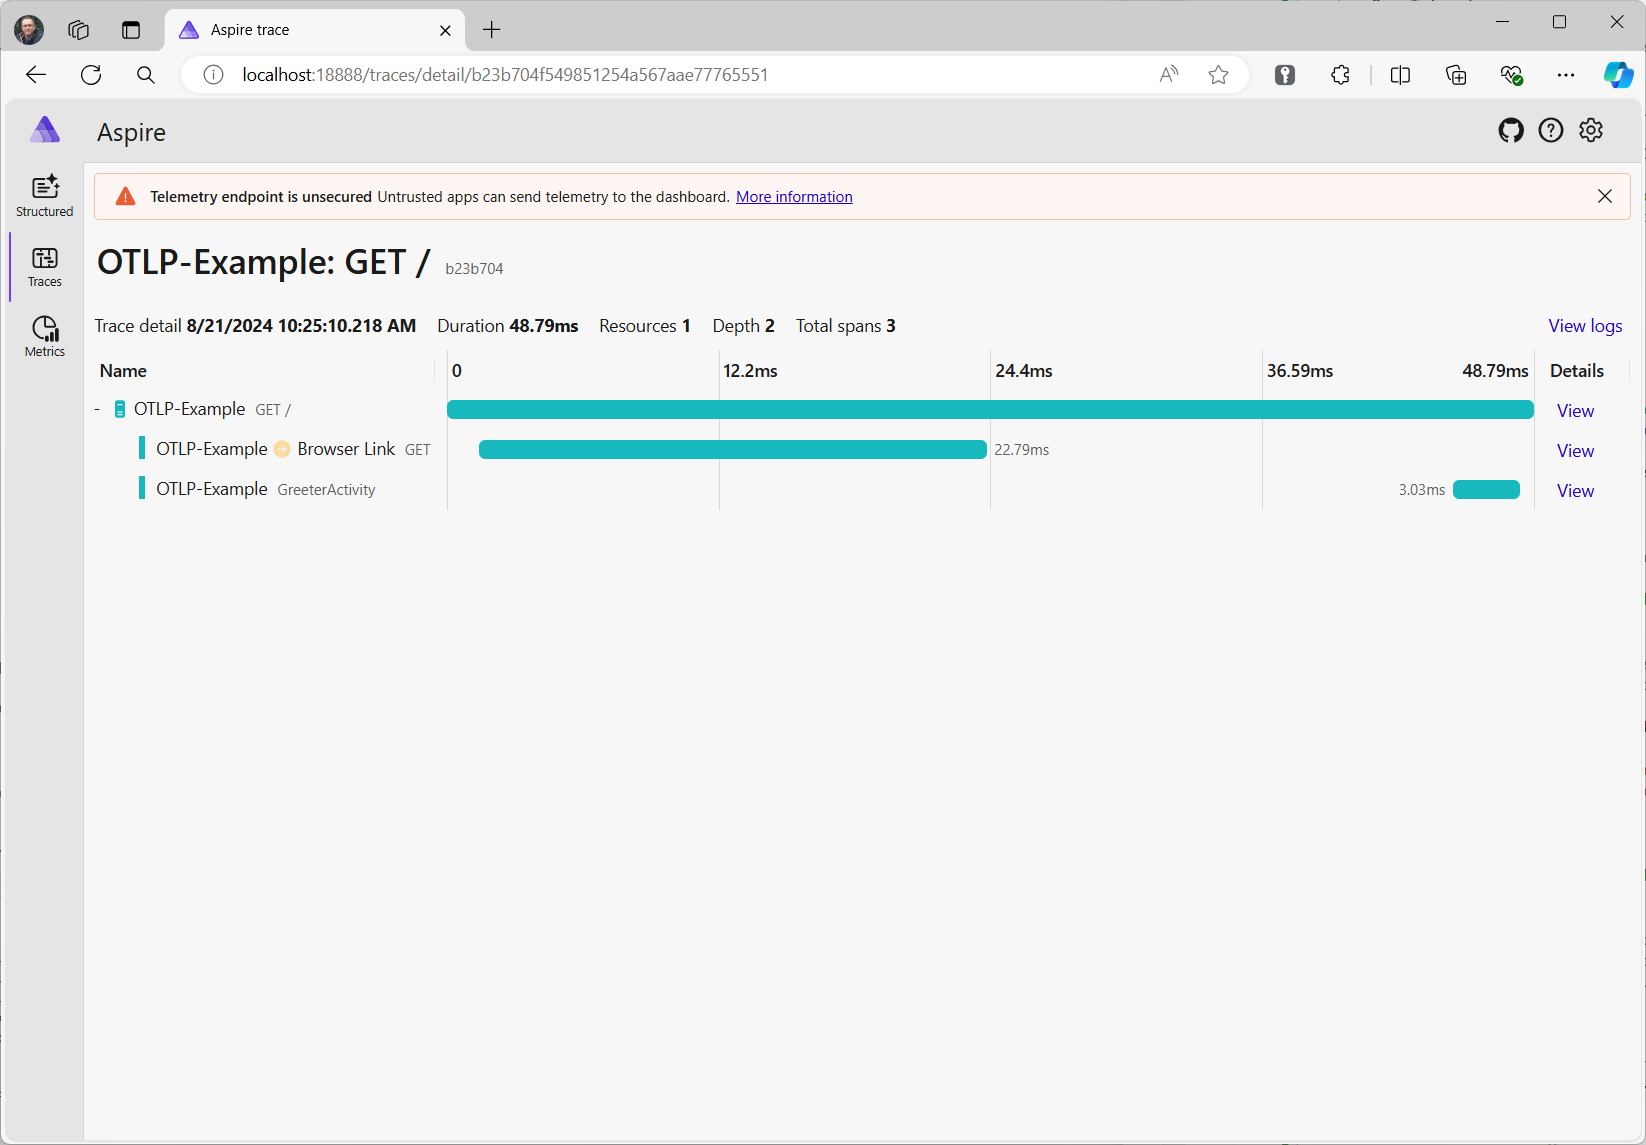 Aspire trace
localhost:18888/traces/detail/b23b704f549851254a567aae77765551
Aspire
Structured
Traces
Metrics
Telemetry endpoint is unsecured Untrusted apps can send telemetry to the dashboard. More information
OTLP-Example: GET / b23b704
Trace detail 8/21/2024 10:25:10.218 AM Duration 48.79ms Resources 1 Depth 2 Total spans 3 View logs
Name 0 12.2ms 24.4ms 36.59ms 48.79ms Details
- OTLP-Example GET / View
OTLP-Example Browser Link GET 22.79ms View
OTLP-Example GreeterActivity 3.03ms View